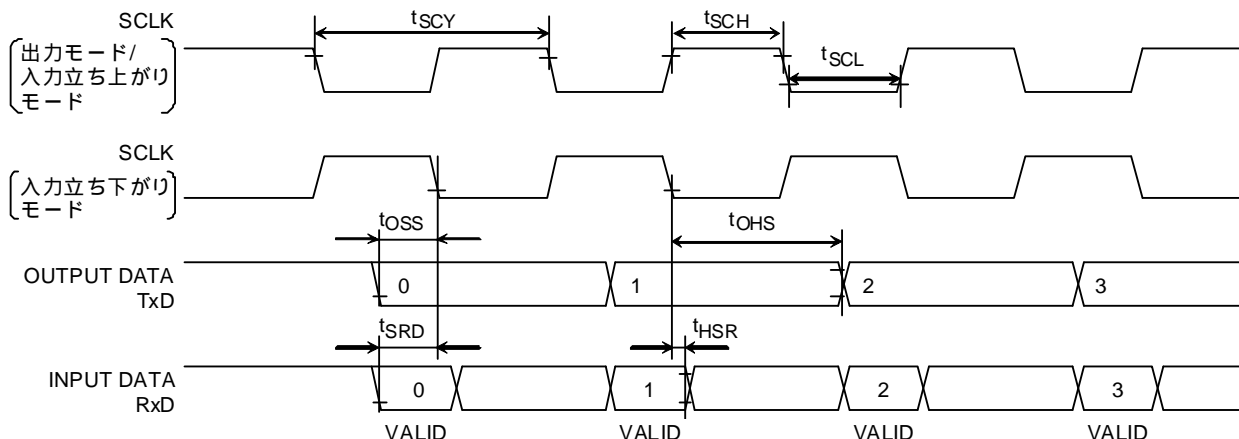 SCLK
出力モード/
入力立ち上がり
モード
tSCY
tSCH
tSCL
SCLK
入力立ち下がり
モード
tOSS
tOHS
OUTPUT DATA
TxD
0
1
2
3
tSRD
tHSR
INPUT DATA
RxD
0
1
2
3
VALID
VALID
VALID
VALID